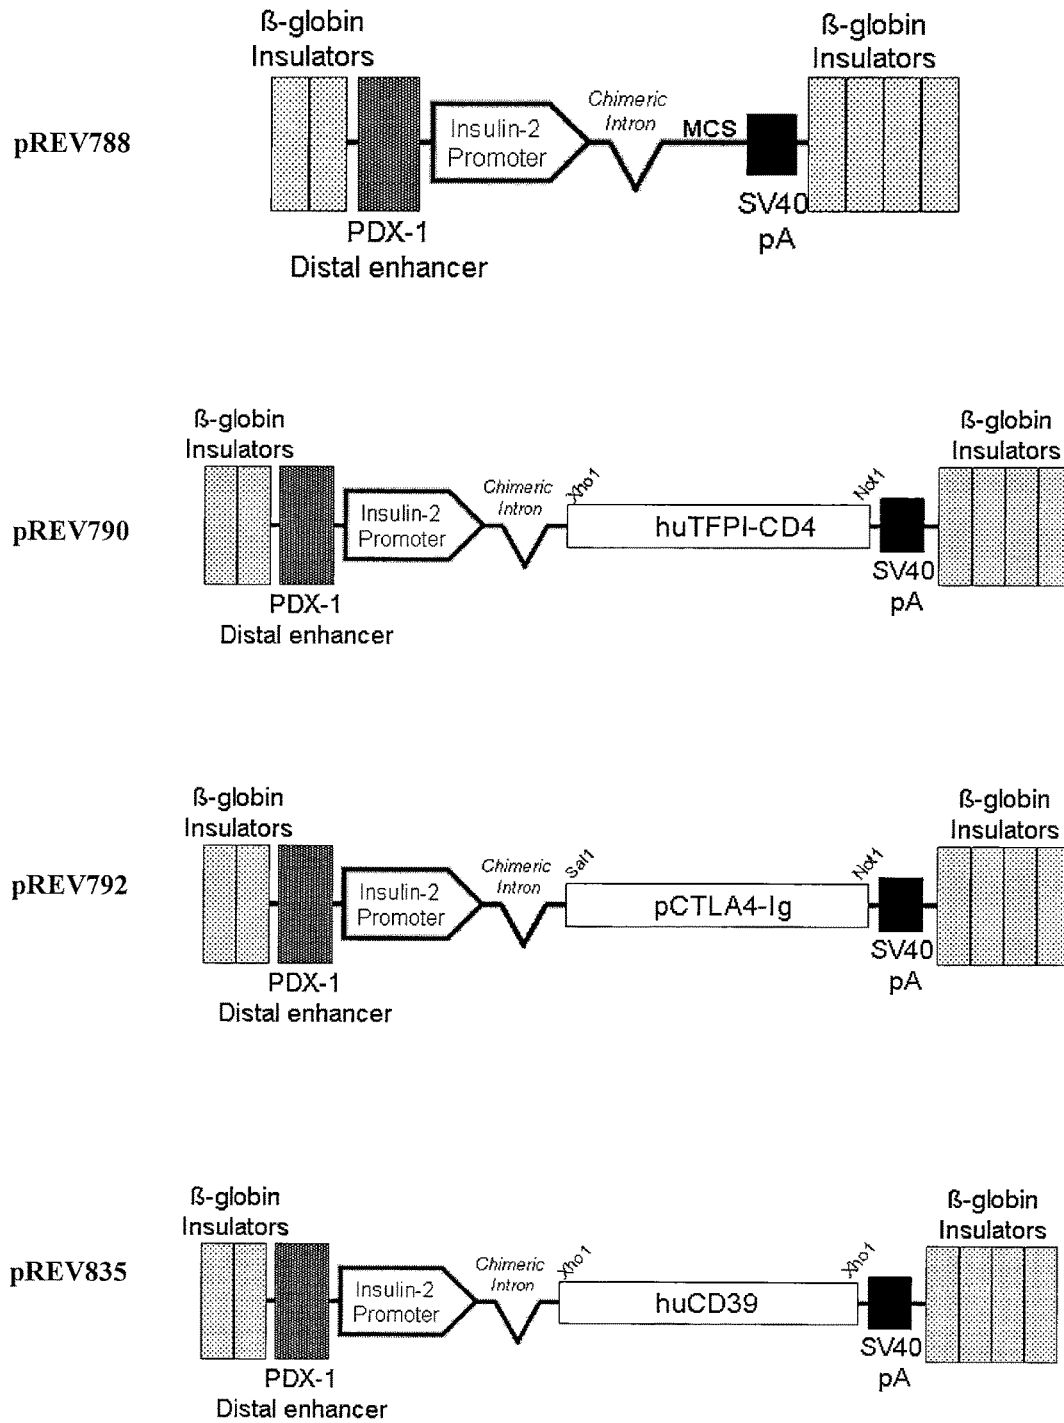 ß-globin
Insulators
ß-globin
Insulators
pREV788
Insulin-2
Promoter
Chimeric
Intron
MCS
SV40
pA
PDX-1
Distal enhancer
ß-globin
Insulators
ß-globin
Insulators
pREV790
Insulin-2
Promoter
Chimeric
Intron
Xho1
huTFPI-CD4
Not1
SV40
pA
PDX-1
Distal enhancer
ß-globin
Insulators
ß-globin
Insulators
pREV792
Insulin-2
Promoter
Chimeric
Intron
Sal1
pCTLA4-Ig
Not1
SV40
pA
PDX-1
Distal enhancer
ß-globin
Insulators
ß-globin
Insulators
pREV835
Insulin-2
Promoter
Chimeric
Intron
Xho1
huCD39
Xho1
SV40
pA
PDX-1
Distal enhancer